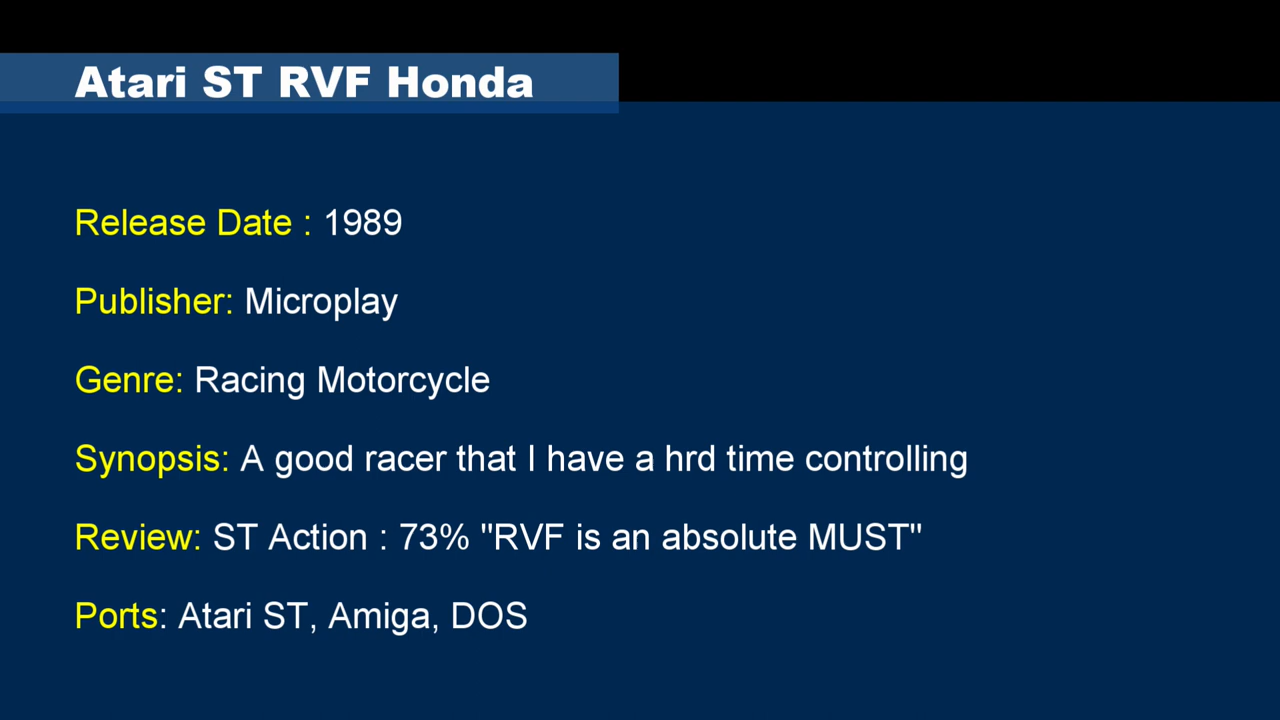 Atari ST RVF Honda
Release Date : 1989
Publisher: Microplay
Genre: Racing Motorcycle
Synopsis: A good racer that I have a hrd time controlling
Review: ST Action : 73% "RVF is an absolute MUST"
Ports: Atari ST, Amiga, DOS